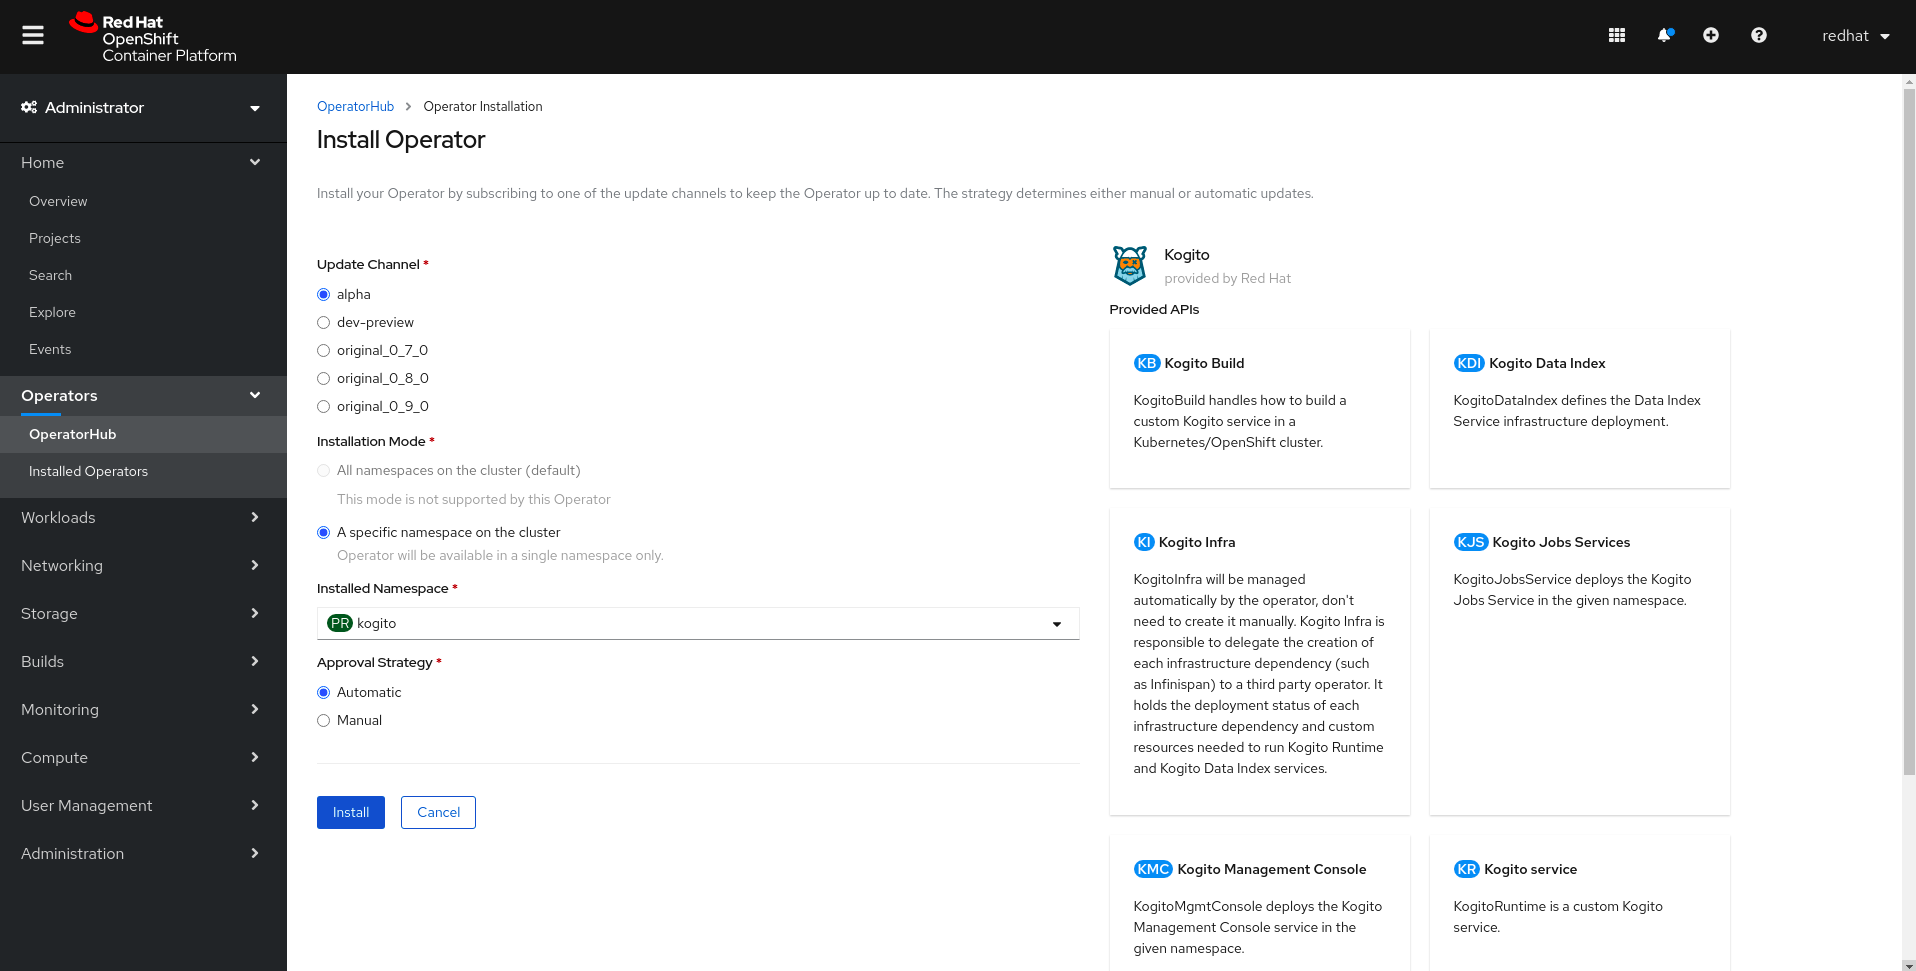 Red Hat
OpenShift
Container Platform
redhat
Administrator
Home
Overview
Projects
Search
Explore
Events
Operators
OperatorHub
Installed Operators
Workloads
Networking
Storage
Builds
Monitoring
Compute
User Management
Administration
OperatorHub > Operator Installation
Install Operator
Install your Operator by subscribing to one of the update channels to keep the Operator up to date. The strategy determines either manual or automatic updates.
Update Channel *
alpha
dev-preview
original_0_7_0
original_0_8_0
original_0_9_0
Installation Mode *
All namespaces on the cluster (default)
This mode is not supported by this Operator
A specific namespace on the cluster
Operator will be available in a single namespace only.
Installed Namespace *
PR kogito
Approval Strategy *
Automatic
Manual
Install
Cancel
Kogito
provided by Red Hat
Provided APIs
KB Kogito Build
KogitoBuild handles how to build a
custom Kogito service in a
Kubernetes/OpenShift cluster.
KDI Kogito Data Index
KogitoDataIndex defines the Data Index
Service infrastructure deployment.
KI Kogito Infra
KogitoInfra will be managed
automatically by the operator, don't
need to create it manually. Kogito Infra is
responsible to delegate the creation of
each infrastructure dependency (such
as Infinispan) to a third party operator. It
holds the deployment status of each
infrastructure dependency and custom
resources needed to run Kogito Runtime
and Kogito Data Index services.
KJS Kogito Jobs Services
KogitoJobsService deploys the Kogito
Jobs Service in the given namespace.
KMC Kogito Management Console
KogitoMgmtConsole deploys the Kogito
Management Console service in the
given namespace.
KR Kogito service
KogitoRuntime is a custom Kogito
service.